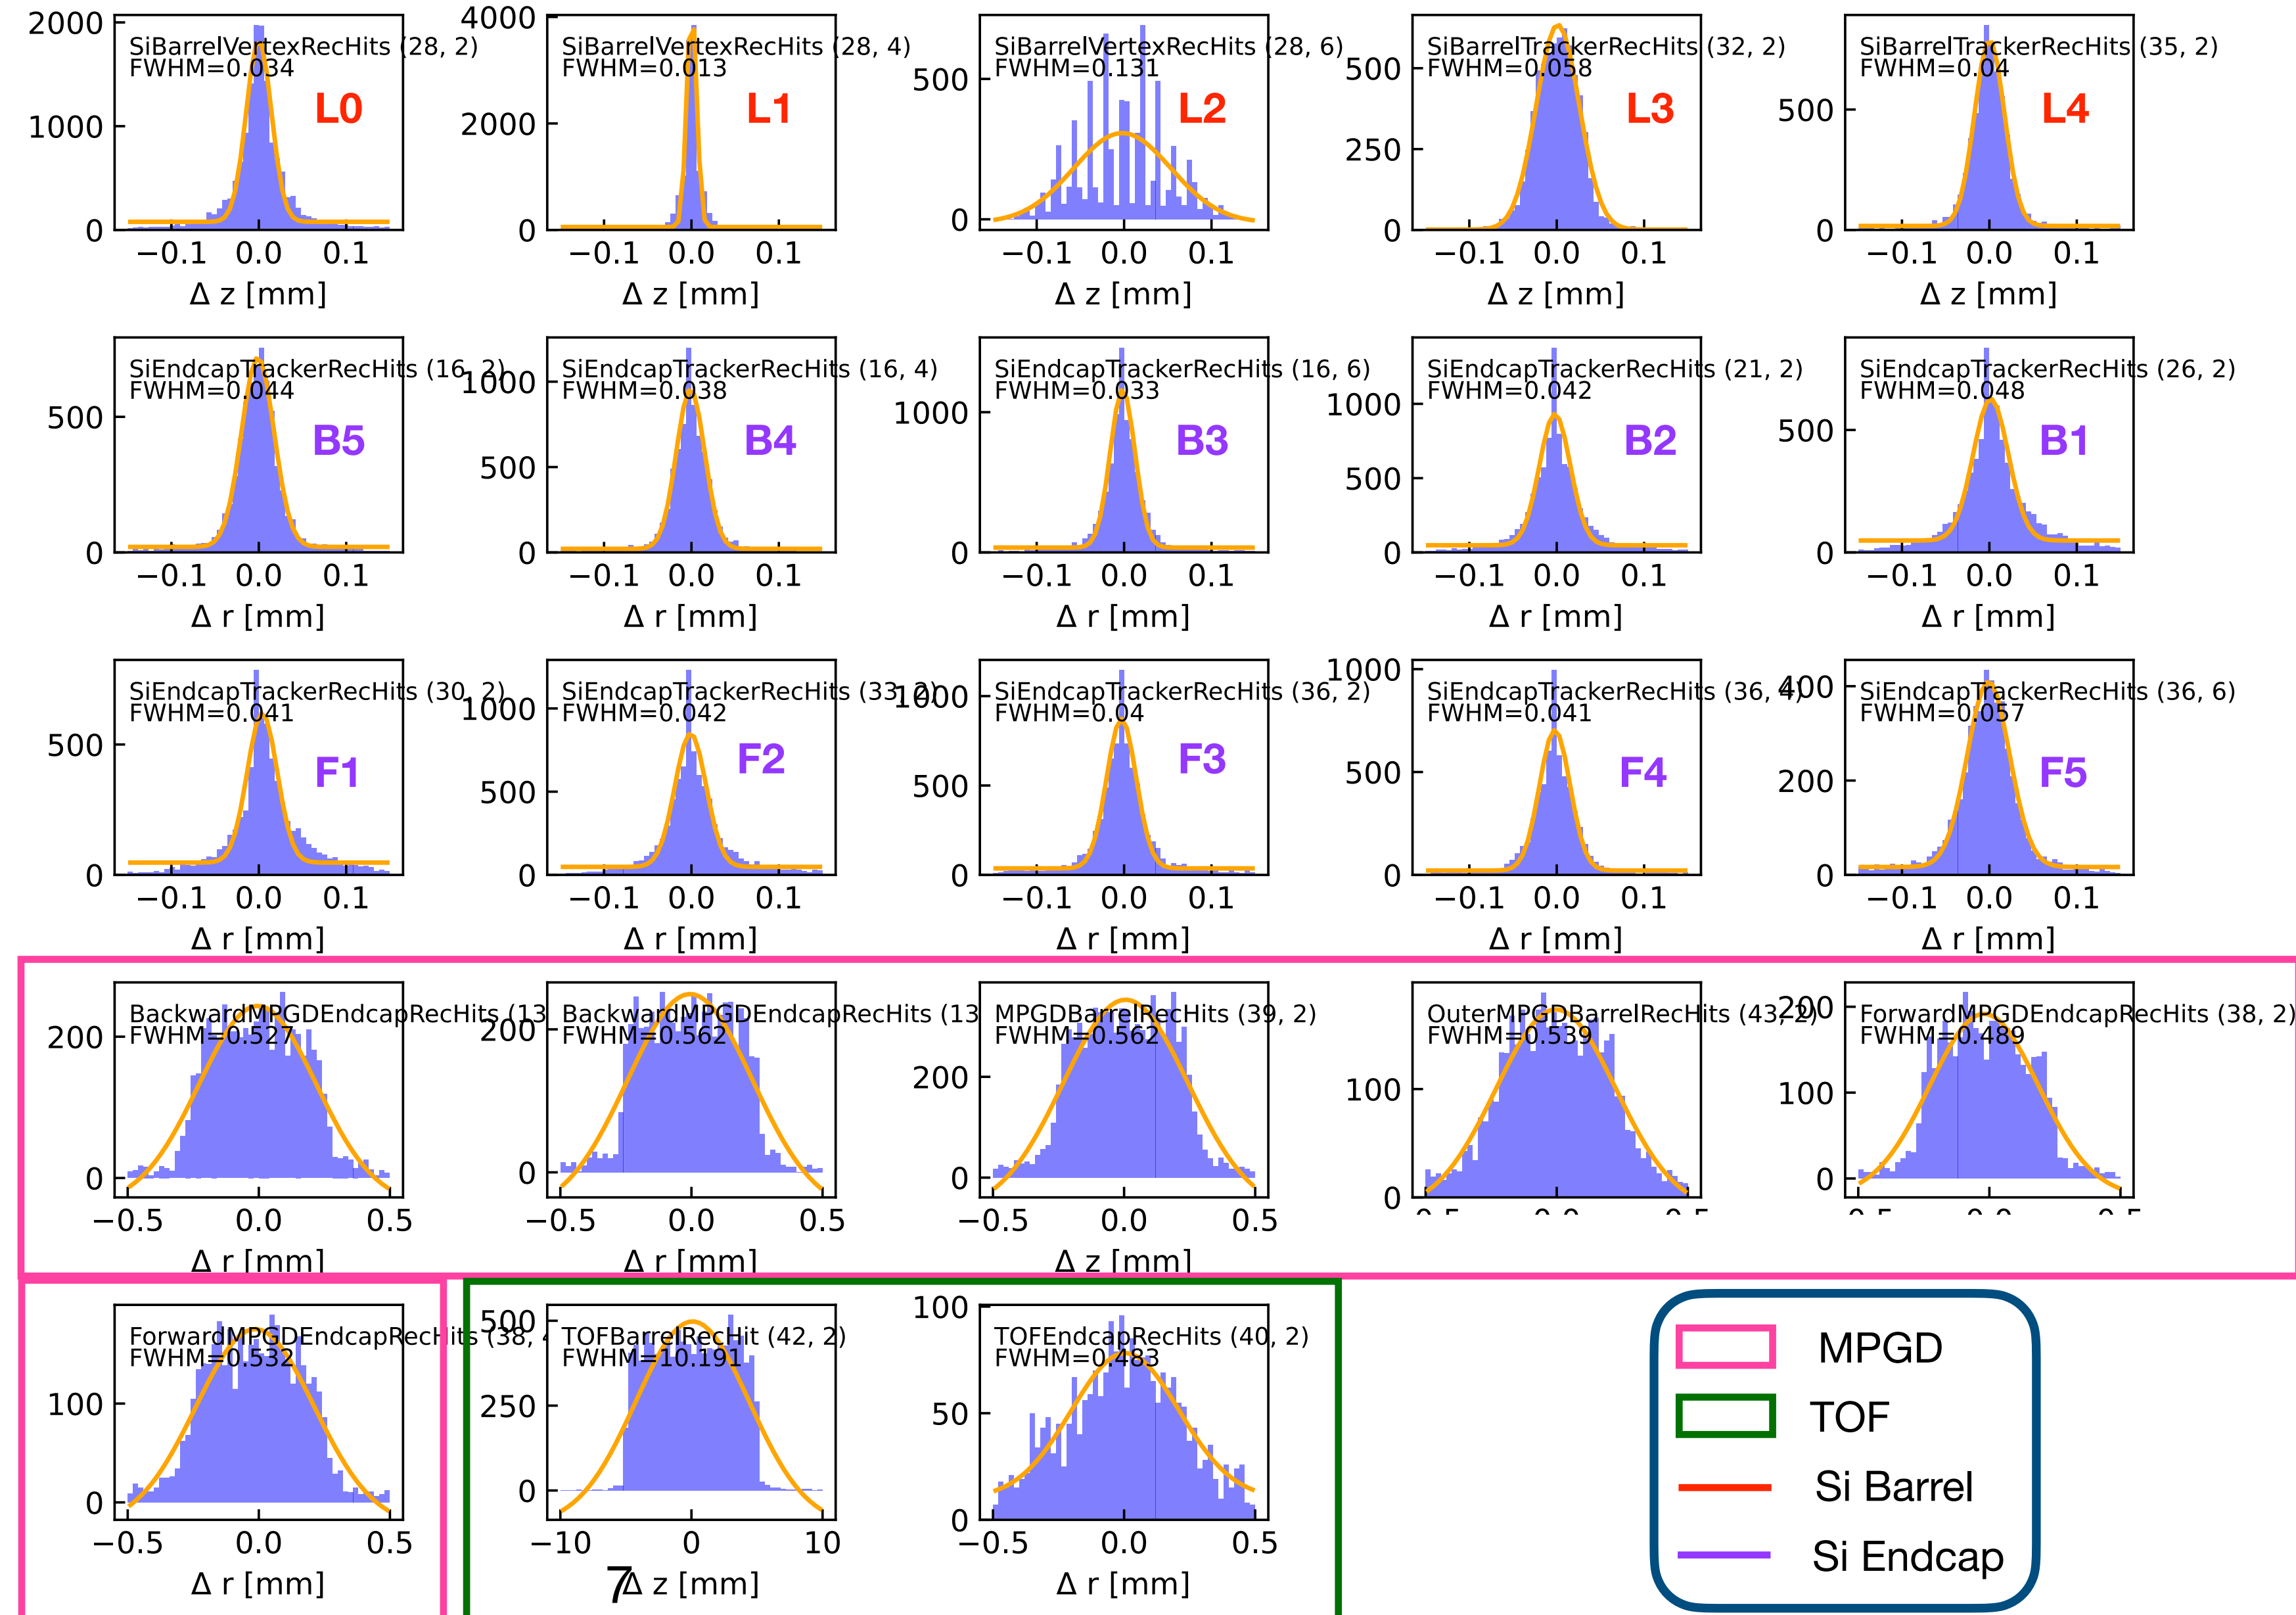 2000
1000
0
SiBarrelVertexRecHits (28, 2)
FWHM=0.034
L0
−0.1 0.0 0.1
Δ z [mm]
4000
2000
0
SiBarrelVertexRecHits (28, 4)
FWHM=0.013
L1
−0.1 0.0 0.1
Δ z [mm]
500
0
SiBarrelVertexRecHits (28, 6)
FWHM=0.131
L2
−0.1 0.0 0.1
Δ z [mm]
500
250
0
SiBarrelTrackerRecHits (32, 2)
FWHM=0.058
L3
−0.1 0.0 0.1
Δ z [mm]
500
0
SiBarrelTrackerRecHits (35, 2)
FWHM=0.04
L4
−0.1 0.0 0.1
Δ z [mm]
500
0
SiEndcapTrackerRecHits (16, 2)
FWHM=0.044
B5
−0.1 0.0 0.1
Δ r [mm]
1000
500
0
SiEndcapTrackerRecHits (16, 4)
FWHM=0.038
B4
−0.1 0.0 0.1
Δ r [mm]
1000
0
SiEndcapTrackerRecHits (16, 6)
FWHM=0.033
B3
−0.1 0.0 0.1
Δ r [mm]
1000
500
0
SiEndcapTrackerRecHits (21, 2)
FWHM=0.042
B2
−0.1 0.0 0.1
Δ r [mm]
500
0
SiEndcapTrackerRecHits (26, 2)
FWHM=0.048
B1
−0.1 0.0 0.1
Δ r [mm]
500
0
SiEndcapTrackerRecHits (30, 2)
FWHM=0.041
F1
−0.1 0.0 0.1
Δ r [mm]
1000
500
0
SiEndcapTrackerRecHits (33, 2)
FWHM=0.042
F2
−0.1 0.0 0.1
Δ r [mm]
1000
500
0
SiEndcapTrackerRecHits (36, 2)
FWHM=0.04
F3
−0.1 0.0 0.1
Δ r [mm]
1000
500
0
SiEndcapTrackerRecHits (36, 4)
FWHM=0.041
F4
−0.1 0.0 0.1
Δ r [mm]
400
200
0
SiEndcapTrackerRecHits (36, 6)
FWHM=0.057
F5
−0.1 0.0 0.1
Δ r [mm]
200
0
BackwardMPGDEndcapRecHits (13
FWHM=0.527
−0.5 0.0 0.5
Δ r [mm]
200
0
BackwardMPGDEndcapRecHits (13
FWHM=0.562
−0.5 0.0 0.5
Δ r [mm]
200
0
MPGDBarrelRecHits (39, 2)
FWHM=0.562
−0.5 0.0 0.5
Δ z [mm]
100
0
OuterMPGDBarrelRecHits (43, 2)
FWHM=0.539
200
100
0
ForwardMPGDEndcapRecHits (38, 2)
FWHM=0.489
100
0
ForwardMPGDEndcapRecHits (38,
FWHM=0.532
−0.5 0.0 0.5
Δ r [mm]
500
250
0
TOFBarrelRecHit (42, 2)
FWHM=10.191
−10 0 10
Δ z [mm]
100
50
0
TOFEndcapRecHits (40, 2)
FWHM=0.483
−0.5 0.0 0.5
Δ r [mm]
7
MPGD
TOF
Si Barrel
Si Endcap